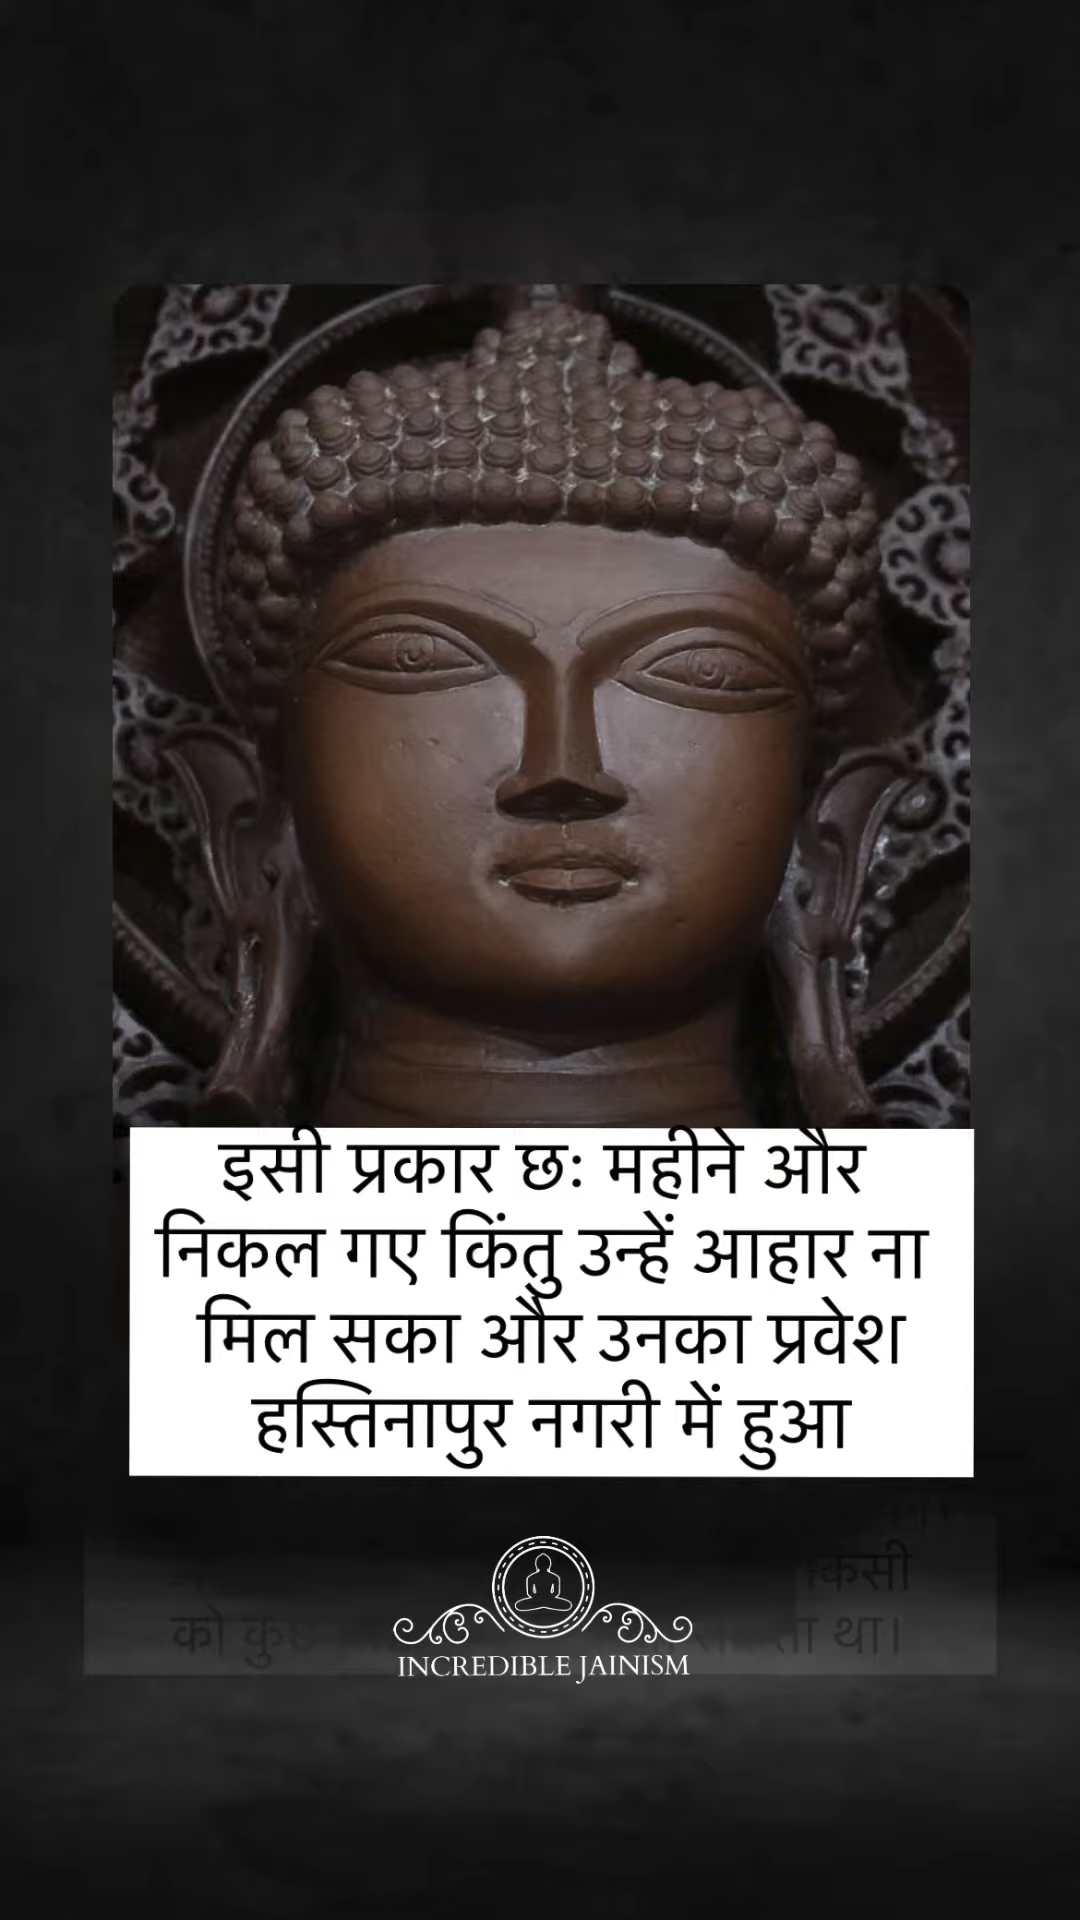 इसी प्रकार छः महीने और
निकल गए किंतु उन्हें आहार ना
मिल सका और उनका प्रवेश
हस्तिनापुर नगरी में हुआ
को था।
INCREDIBLE JAINISM